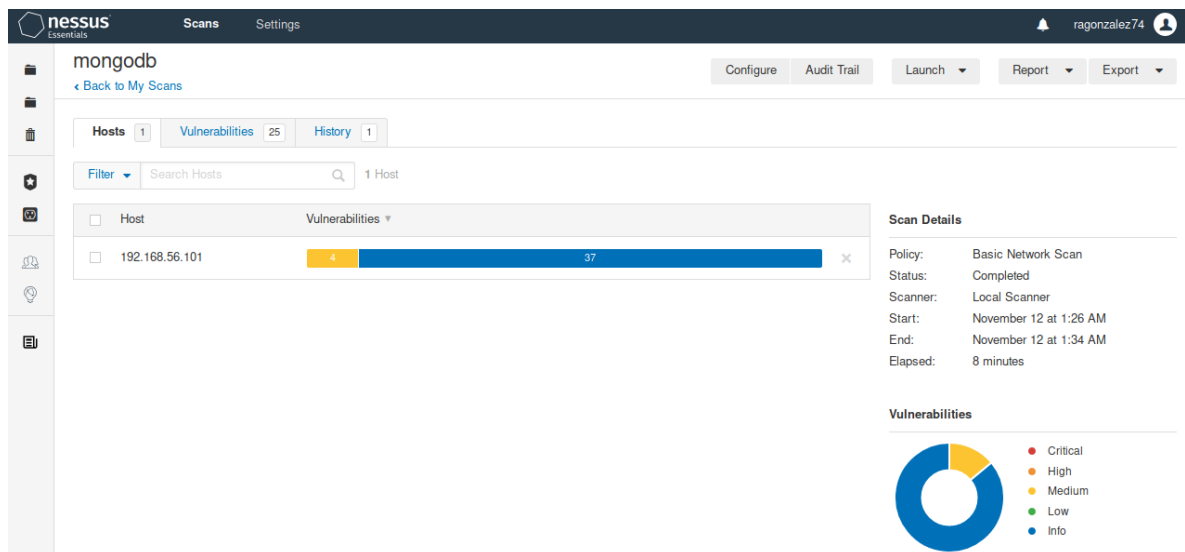 nessus Essentials Scans Settings ragonzalez74
mongodb
Back to My Scans
Configure Audit Trail Launch Report Export
Hosts 1 Vulnerabilities 25 History 1
Filter Search Hosts 1 Host
Host Vulnerabilities
192.168.56.101 4 37
Scan Details
Policy: Basic Network Scan
Status: Completed
Scanner: Local Scanner
Start: November 12 at 1:26 AM
End: November 12 at 1:34 AM
Elapsed: 8 minutes
Vulnerabilities
Critical
High
Medium
Low
Info